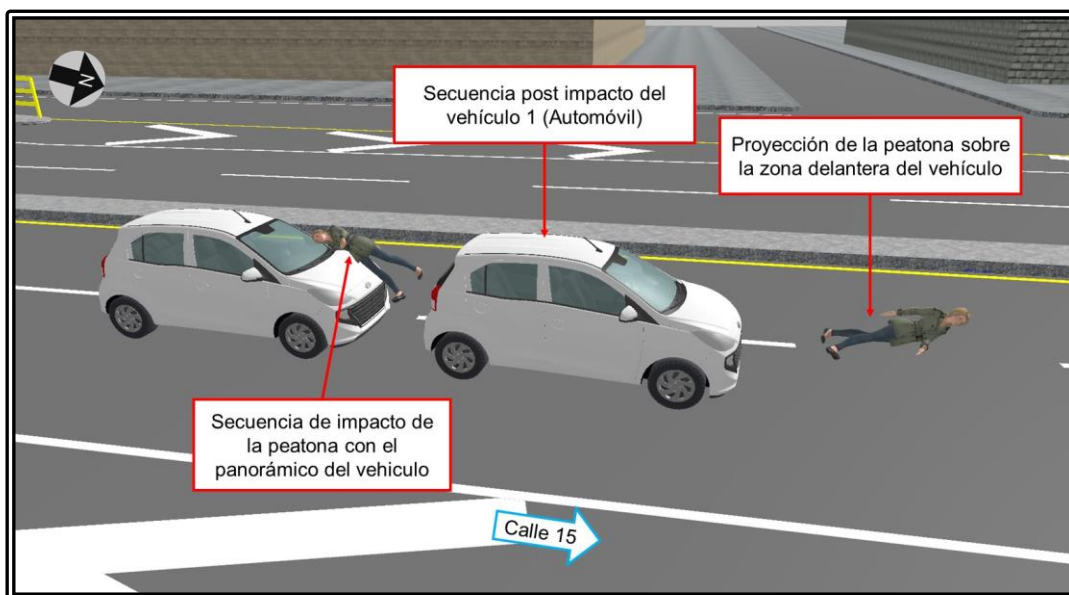 N
Secuencia post impacto del
vehículo 1 (Automóvil)
Proyección de la peatona sobre
la zona delantera del vehículo
Secuencia de impacto de
la peatona con el
panorámico del vehiculo
Calle 15